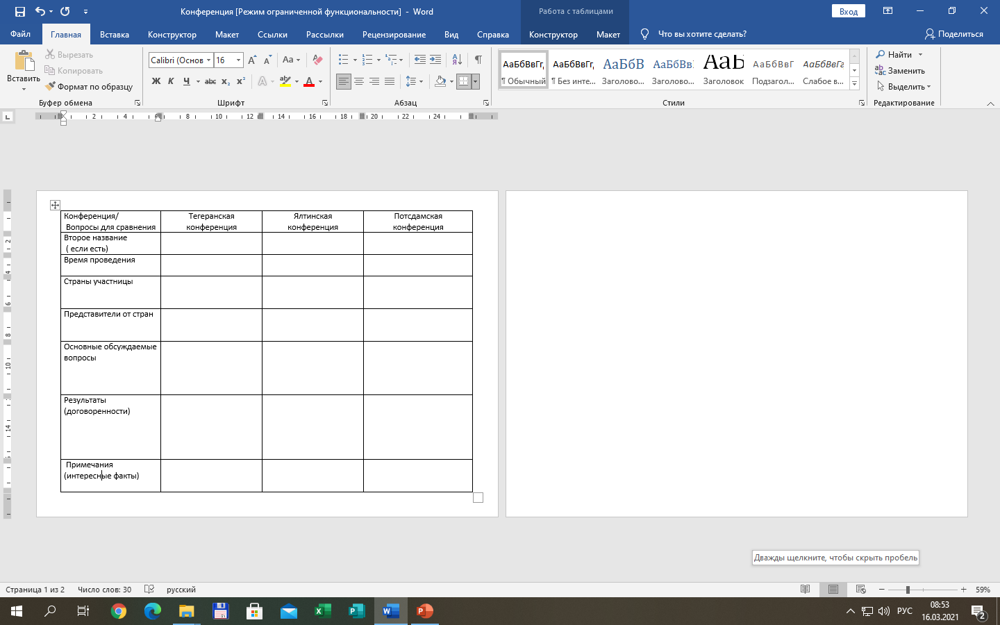 Конференция [Режим ограниченной функциональности] - Word
Работа с таблицами
Вход
Файл Главная Вставка Конструктор Макет Ссылки Рассылки Рецензирование Вид Справка Конструктор Макет Что вы хотите сделать? Поделиться
Вставить
Вырезать
Копировать
Формат по образцу
Буфер обмена
Calibri (Основ 16
Ж К Ч abc x₂ x²
Шрифт
Абзац
АаБбВвГг, АаБбВвГг, АаБбВ АаБбВв АаБ АаБбВвГ АаБбВвГг
¶ Обычный ¶ Без инте... Заголово... Заголово... Заголовок Подзагол... Слабое в...
Стили
Найти
Заменить
Выделить
Редактирование
2 4 8 10 12 14 16 18 20 22 24
Конференция/
Вопросы для сравнения
Тегеранская
конференция
Ялтинская
конференция
Потсдамская
конференция
Второе название
( если есть)
Время проведения
Страны участницы
Представители от стран
Основные обсуждаемые
вопросы
Результаты
(договоренности)
Примечания
(интересные факты)
Дважды щелкните, чтобы скрыть пробель
Страница 1 из 2 Число слов: 30 русский 59%
РУС
08:53
16.03.2021
2